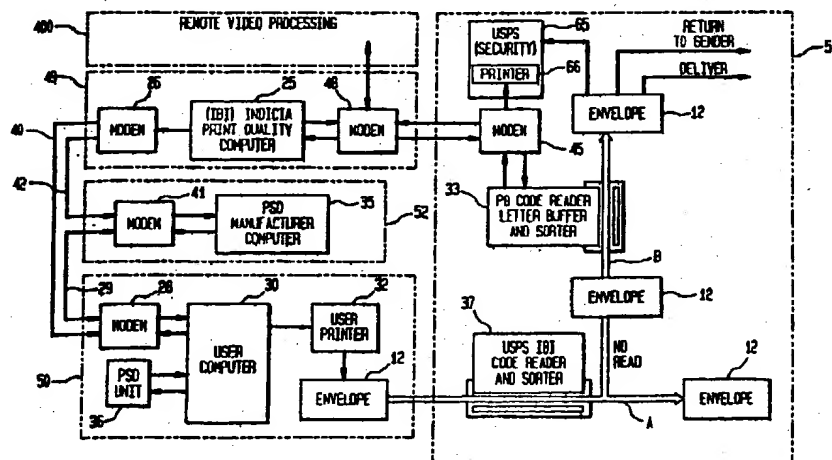 400
REMOTE VIDEO PROCESSING
49
26
25
46
MODEM
(IBI) INDICIA
PRINT QUALITY
COMPUTER
MODEM
40
42
65
USPS
(SECURITY)
PRINTER
66
RETURN
TO SENDER
DELIVER
5
ENVELOPE
12
MODEM
45
33
PB CODE READER
LETTER BUFFER
AND SORTER
B
41
35
MODEM
PSD
MANUFACTURER
COMPUTER
52
29
28
30
32
MODEM
USER
COMPUTER
USER
PRINTER
12
50
PSD
UNIT
36
ENVELOPE
37
USPS IBI
CODE READER
AND SORTER
ENVELOPE
12
NO
READ
12
ENVELOPE
A